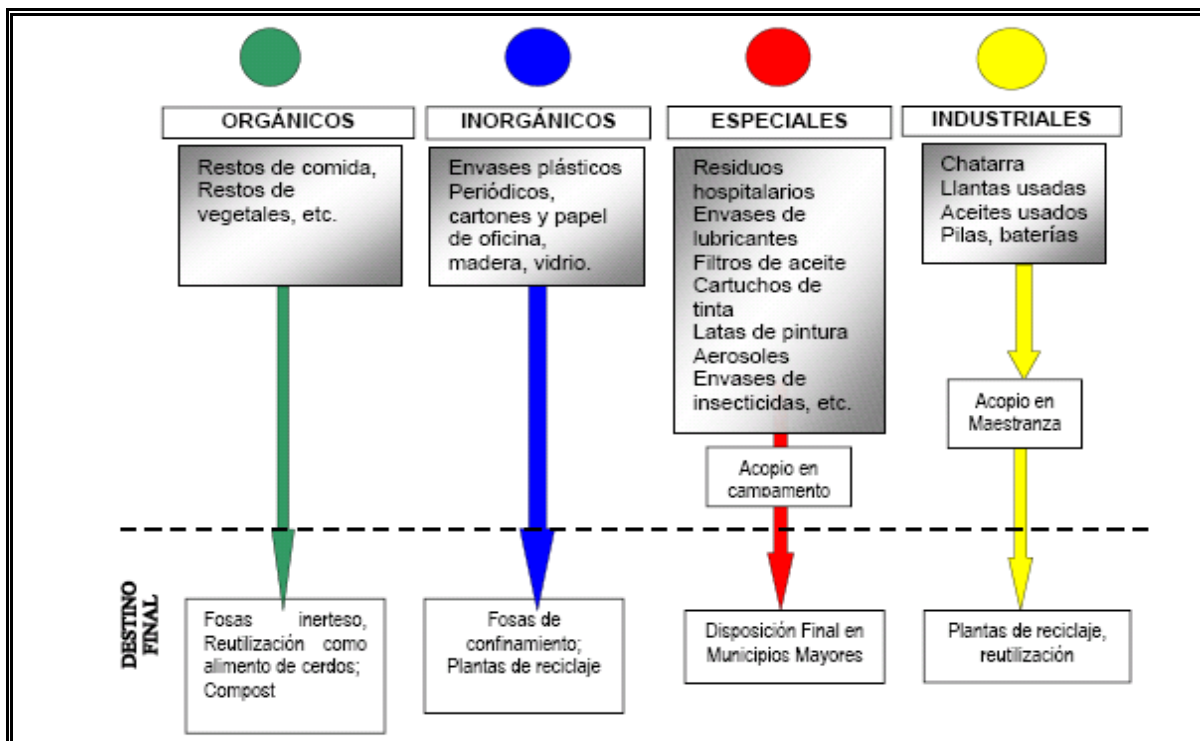 ORGÁNICOS
Restos de comida,
Restos de
vegetales, etc.
INORGÁNICOS
Envases plásticos
Periódicos,
cartones y papel
de oficina,
madera, vidrio.
ESPECIALES
Residuos
hospitalarios
Envases de
lubricantes
Filtros de aceite
Cartuchos de
tinta
Latas de pintura
Aerosoles
Envases de
insecticidas, etc.
INDUSTRIALES
Chatarra
Llantas usadas
Aceites usados
Pilas, baterías
Acopio en
campamento
Acopio en
Maestranza
DESTINO
FINAL
Fosas inerteso,
Reutilización como
alimento de cerdos;
Compost
Fosas de
confinamiento;
Plantas de reciclaje
Disposición Final en
Municipios Mayores
Plantas de reciclaje,
reutilización